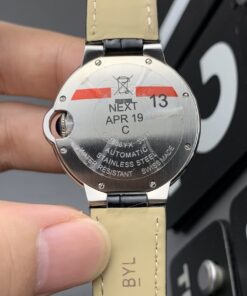 NEXT 13
APR 19
C
AUTOMATIC
STAINLESS STEEL
WATER RESISTANT SWISS MADE
BYL